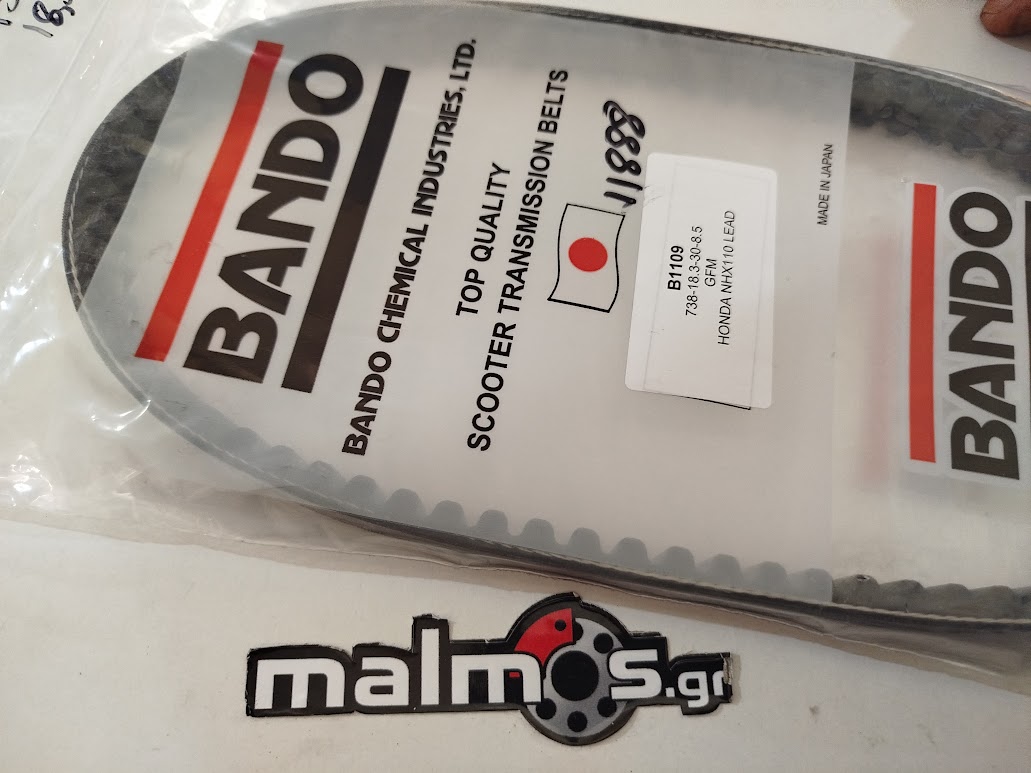 BANDO
BANDO CHEMICAL INDUSTRIES, LTD.
TOP QUALITY
SCOOTER TRANSMISSION BELTS
11888
B1109
738-18.3-30-8.5
GFM
HONDA NHX110 LEAD
MADE IN JAPAN
BANDO
malmos.gr